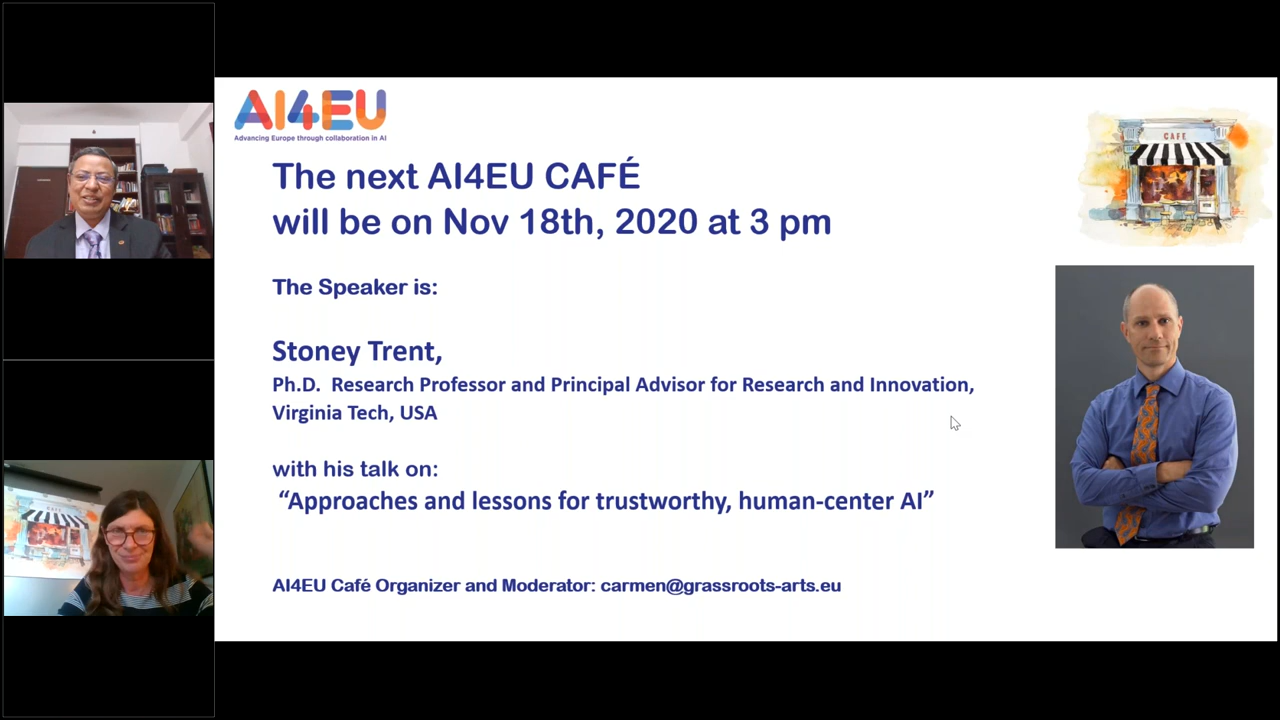 AI4EU
Advancing Europe through collaboration in AI
CAFE
The next AI4EU CAFÉ
will be on Nov 18th, 2020 at 3 pm
The Speaker is:
Stoney Trent,
Ph.D. Research Professor and Principal Advisor for Research and Innovation,
Virginia Tech, USA
with his talk on:
“Approaches and lessons for trustworthy, human-center AI”
AI4EU Café Organizer and Moderator: carmen@grassroots-arts.eu
CAFE